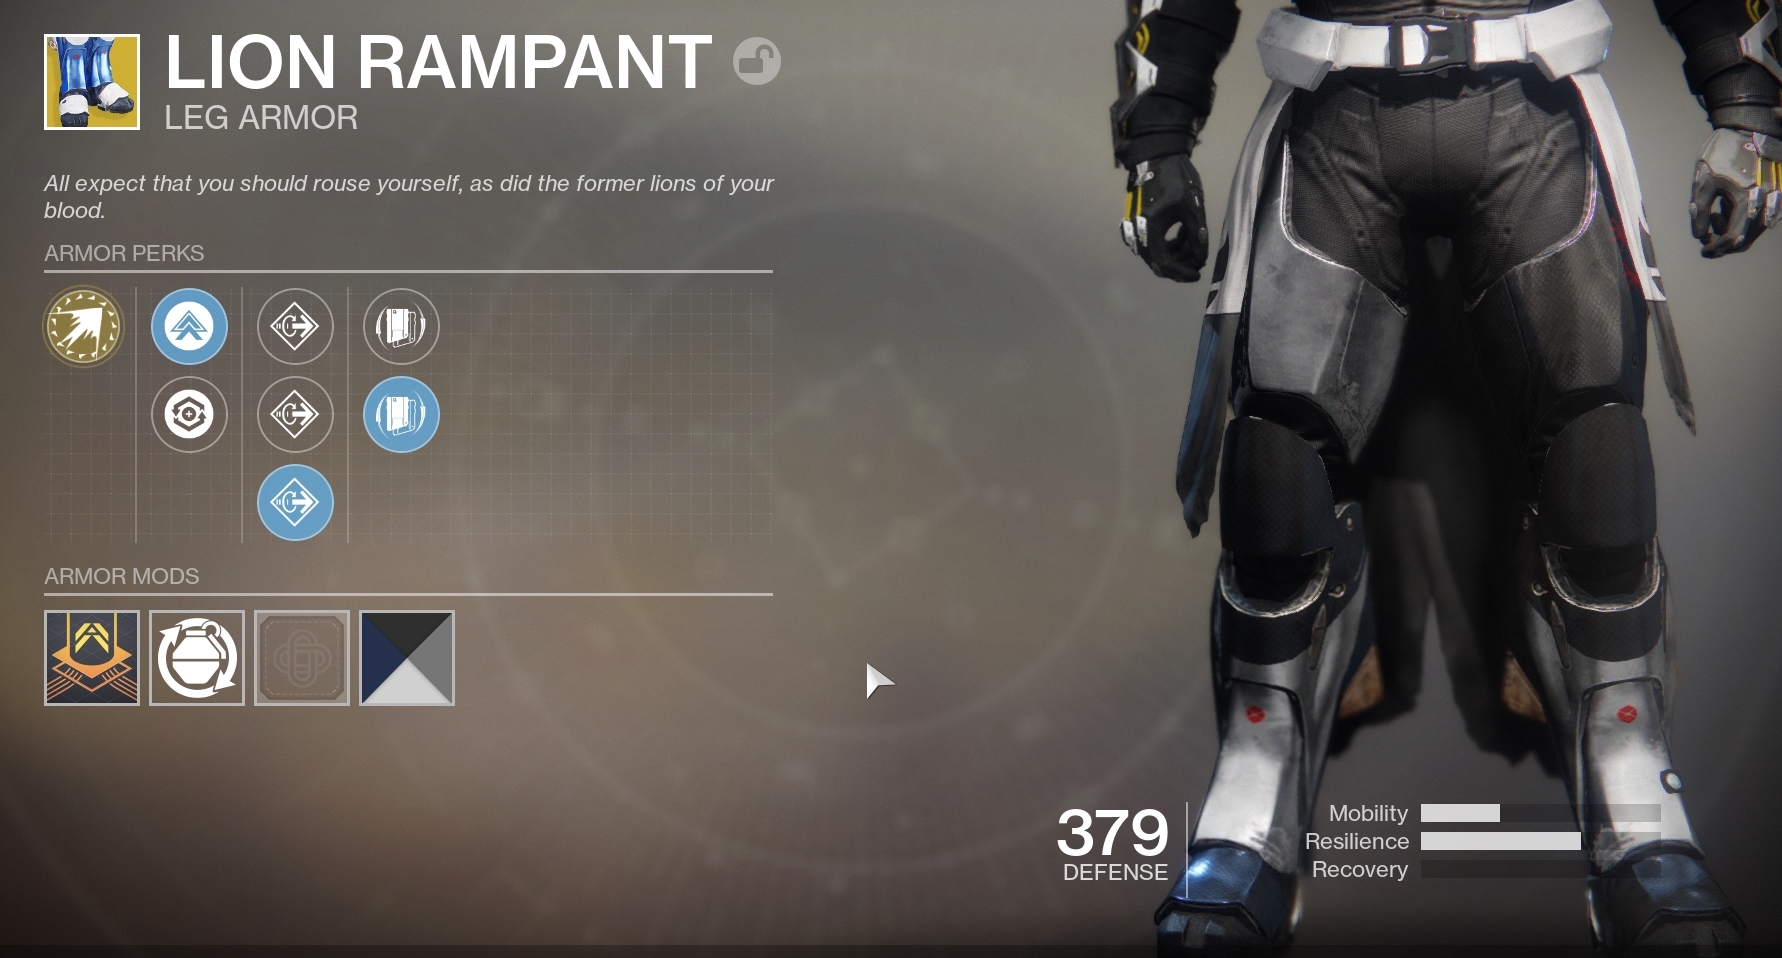 LION RAMPANT
LEG ARMOR
All expect that you should rouse yourself, as did the former lions of your
blood.
ARMOR PERKS
ARMOR MODS
379
DEFENSE
Mobility
Resilience
Recovery